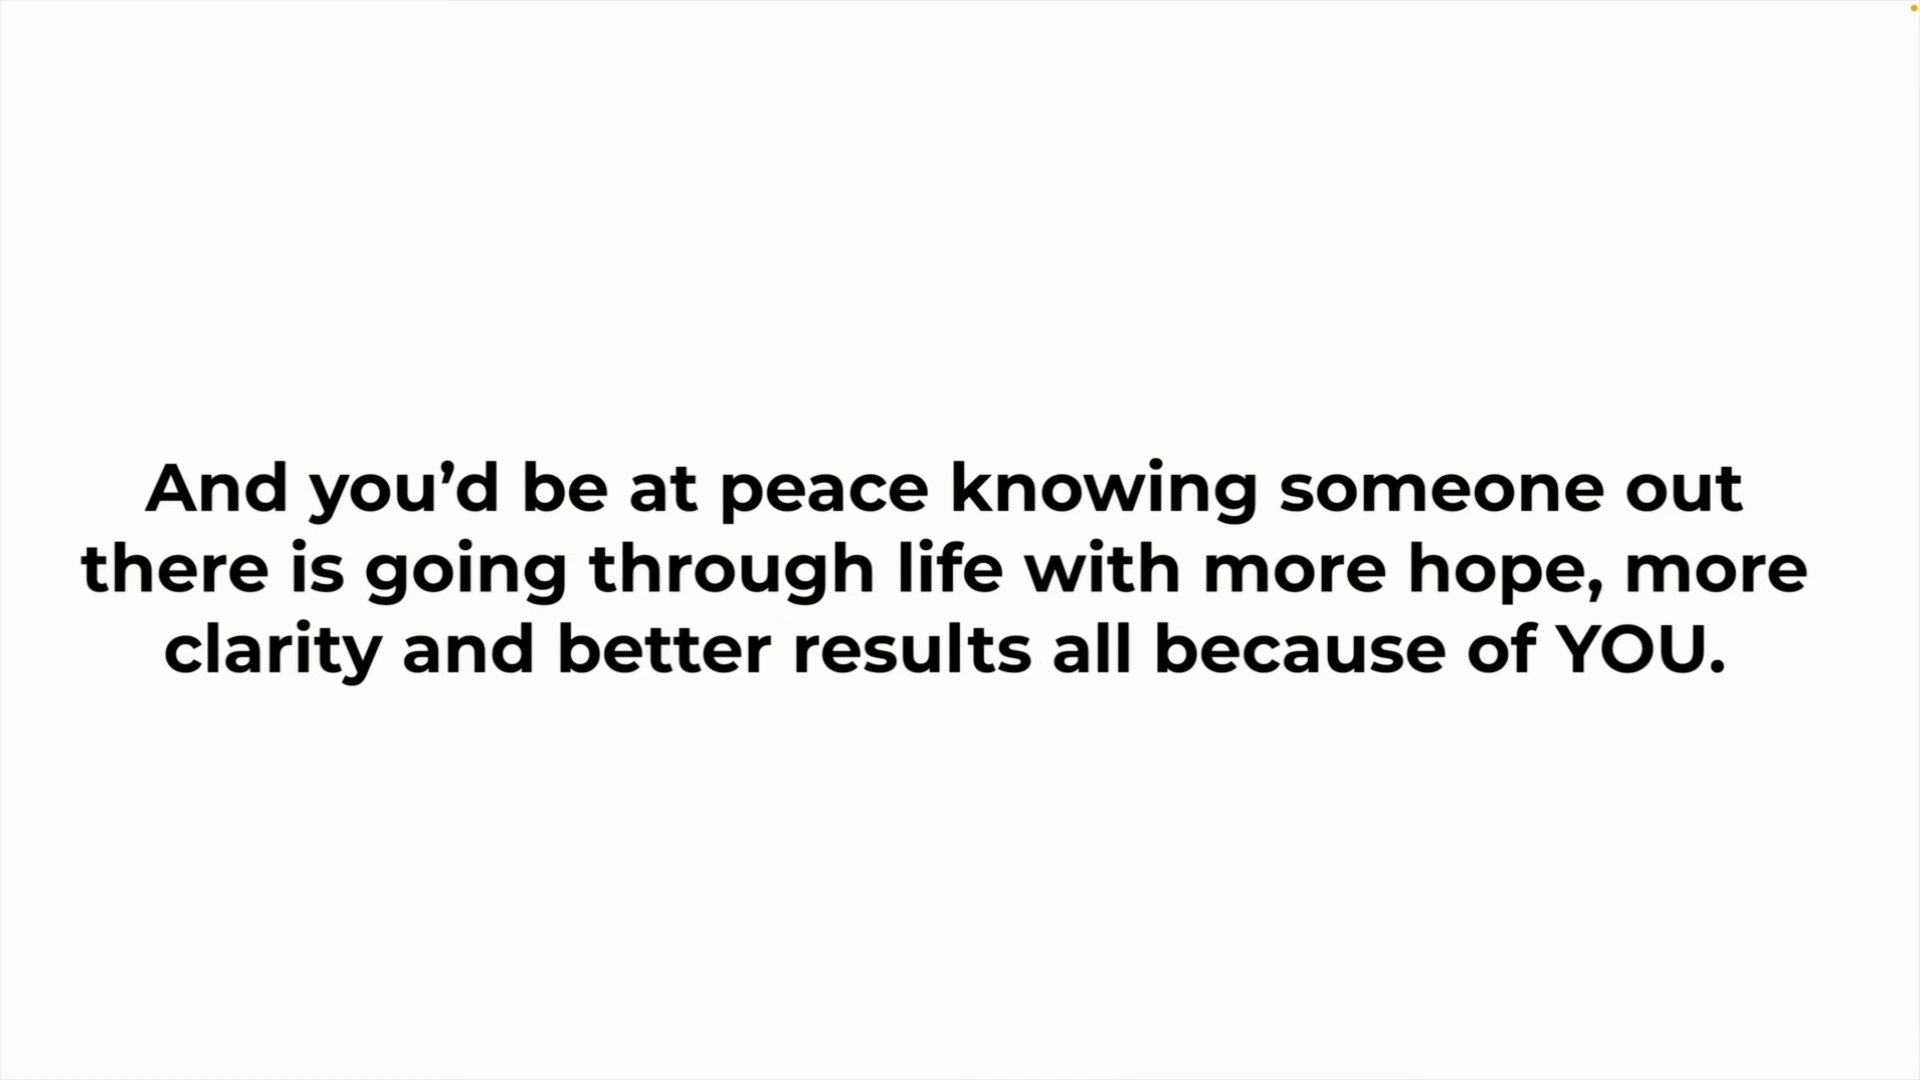 And you’d be at peace knowing someone out
there is going through life with more hope, more
clarity and better results all because of YOU.